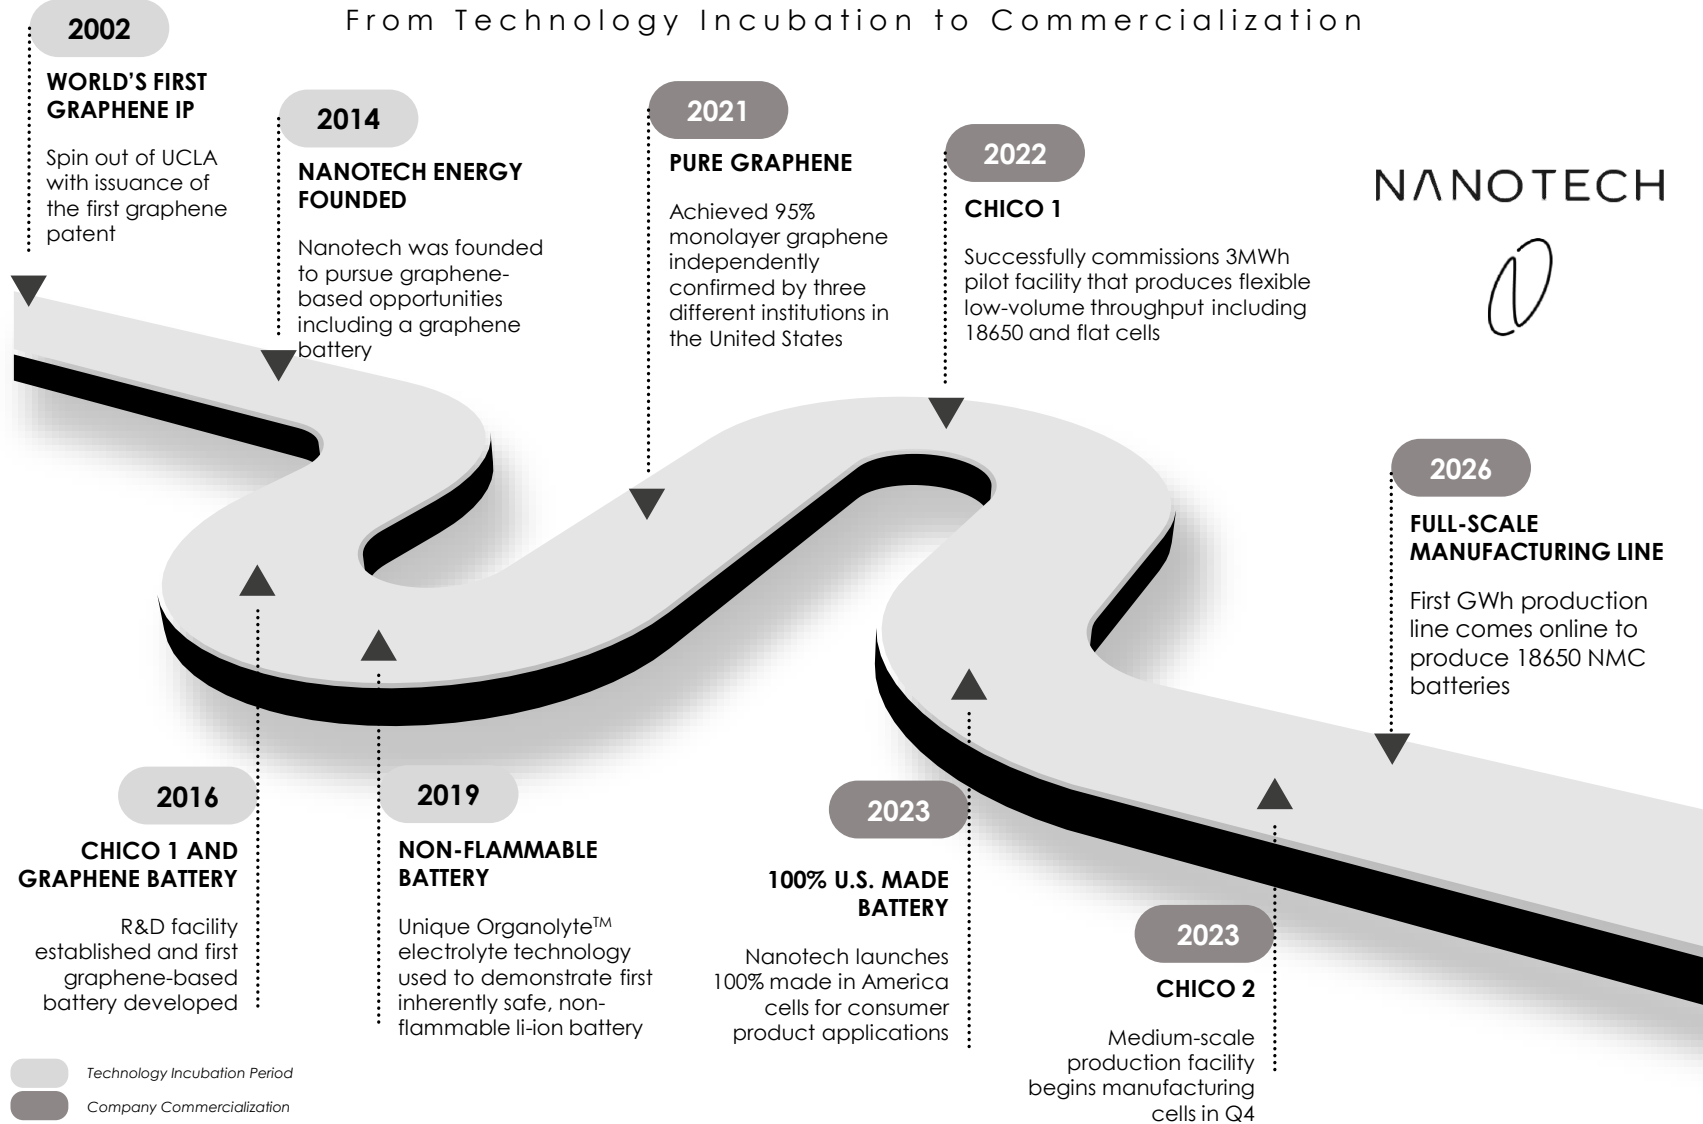 From Technology Incubation to Commercialization
2002
WORLD’S FIRST
GRAPHENE IP
Spin out of UCLA
with issuance of
the first graphene
patent
2014
NANOTECH ENERGY
FOUNDED
Nanotech was founded
to pursue graphene-
based opportunities
including a graphene
battery
2021
PURE GRAPHENE
Achieved 95%
monolayer graphene
independently
confirmed by three
different institutions in
the United States
2022
CHICO 1
Successfully commissions 3MWh
pilot facility that produces flexible
low-volume throughput including
18650 and flat cells
NANOTECH
2026
FULL-SCALE
MANUFACTURING LINE
First GWh production
line comes online to
produce 18650 NMC
batteries
2016
CHICO 1 AND
GRAPHENE BATTERY
R&D facility
established and first
graphene-based
battery developed
2019
NON-FLAMMABLE
BATTERY
Unique Organolyte™
electrolyte technology
used to demonstrate first
inherently safe, non-
flammable li-ion battery
2023
100% U.S. MADE
BATTERY
Nanotech launches
100% made in America
cells for consumer
product applications
2023
CHICO 2
Medium-scale
production facility
begins manufacturing
cells in Q4
Technology Incubation Period
Company Commercialization